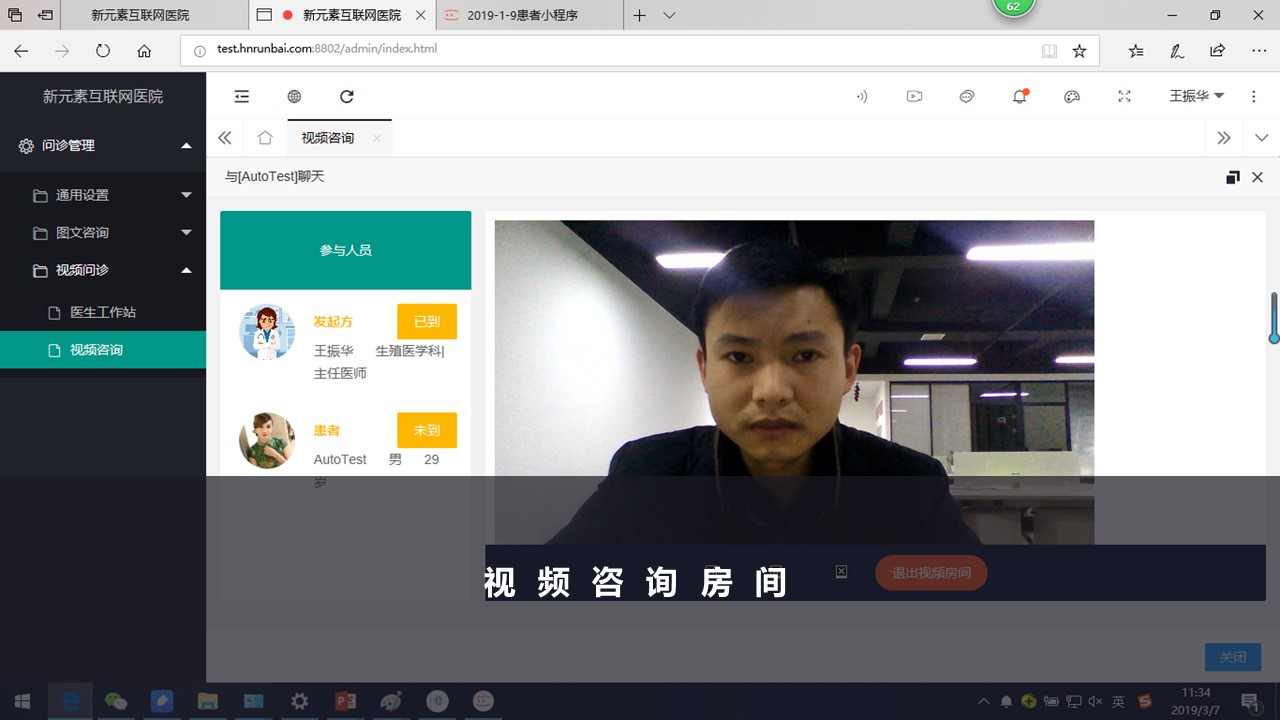 新元素互联网医院
新元素互联网医院
2019-1-9患者小程序
62
test.hnrunbai.com:8802/admin/index.html
新元素互联网医院
王振华
问诊管理
视频咨询
通用设置
与[AutoTest]聊天
图文咨询
视频问诊
医生工作站
视频咨询
参与人员
发起方
已到
王振华 生殖医学科|
主任医师
患者
未到
AutoTest 男 29
岁
视频咨询房间
退出视频房间
关闭
英
11:34
2019/3/7
1